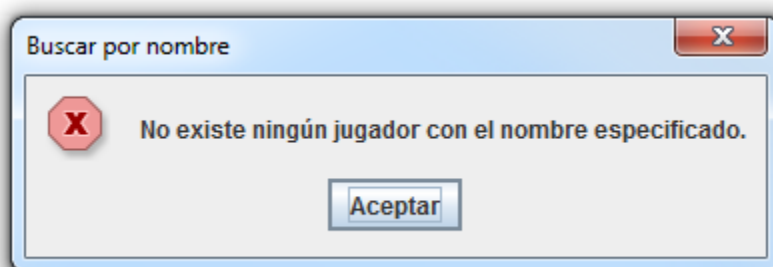 Buscar por nombre
No existe ningún jugador con el nombre especificado.
Aceptar